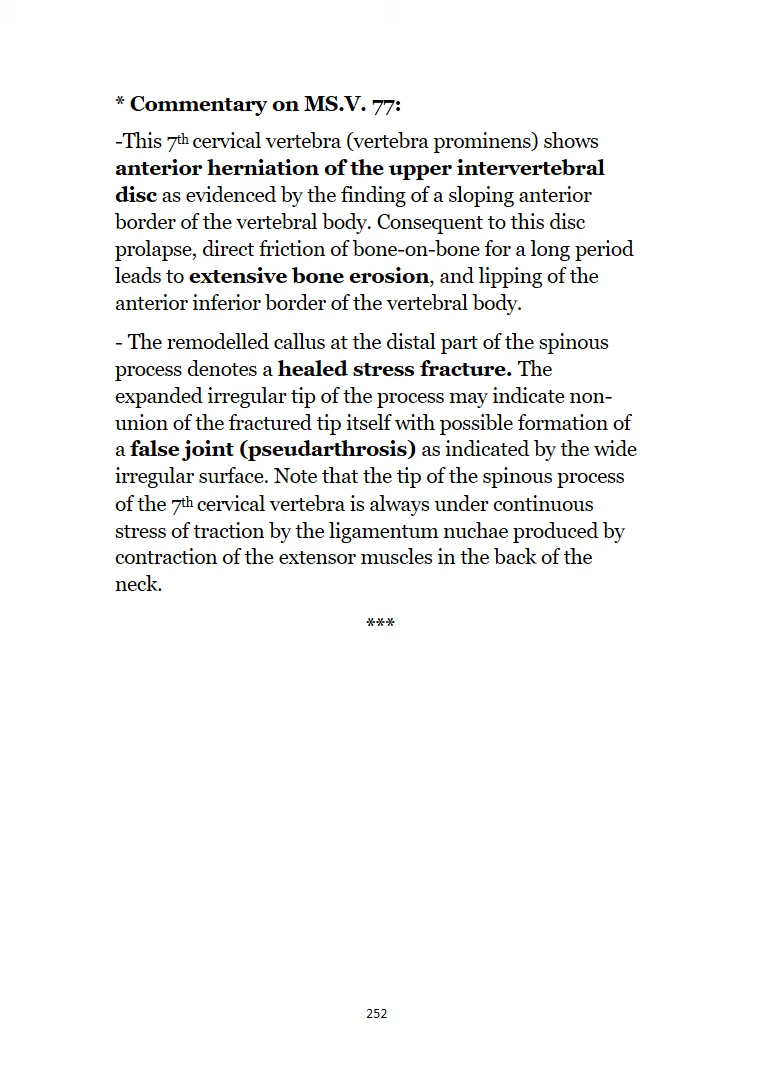 * Commentary on MS.V. 77:
-This 7th cervical vertebra (vertebra prominens) shows
anterior herniation of the upper intervertebral
disc as evidenced by the finding of a sloping anterior
border of the vertebral body. Consequent to this disc
prolapse, direct friction of bone-on-bone for a long period
leads to extensive bone erosion, and lipping of the
anterior inferior border of the vertebral body.
- The remodelled callus at the distal part of the spinous
process denotes a healed stress fracture. The
expanded irregular tip of the process may indicate non-
union of the fractured tip itself with possible formation of
a false joint (pseudarthrosis) as indicated by the wide
irregular surface. Note that the tip of the spinous process
of the 7th cervical vertebra is always under continuous
stress of traction by the ligamentum nuchae produced by
contraction of the extensor muscles in the back of the
neck.
***
252